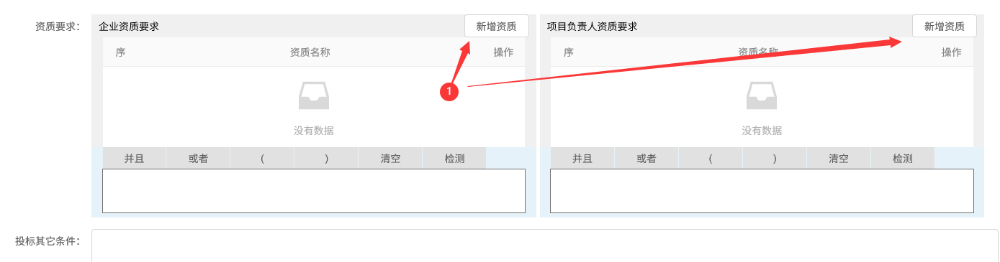 资质要求： 企业资质要求 新增资质 项目负责人资质要求 新增资质
序 资质名称 操作 序 资质名称 操作
1
没有数据 没有数据
并且 或者 ( ) 清空 检测 并且 或者 ( ) 清空 检测
投标其它条件：